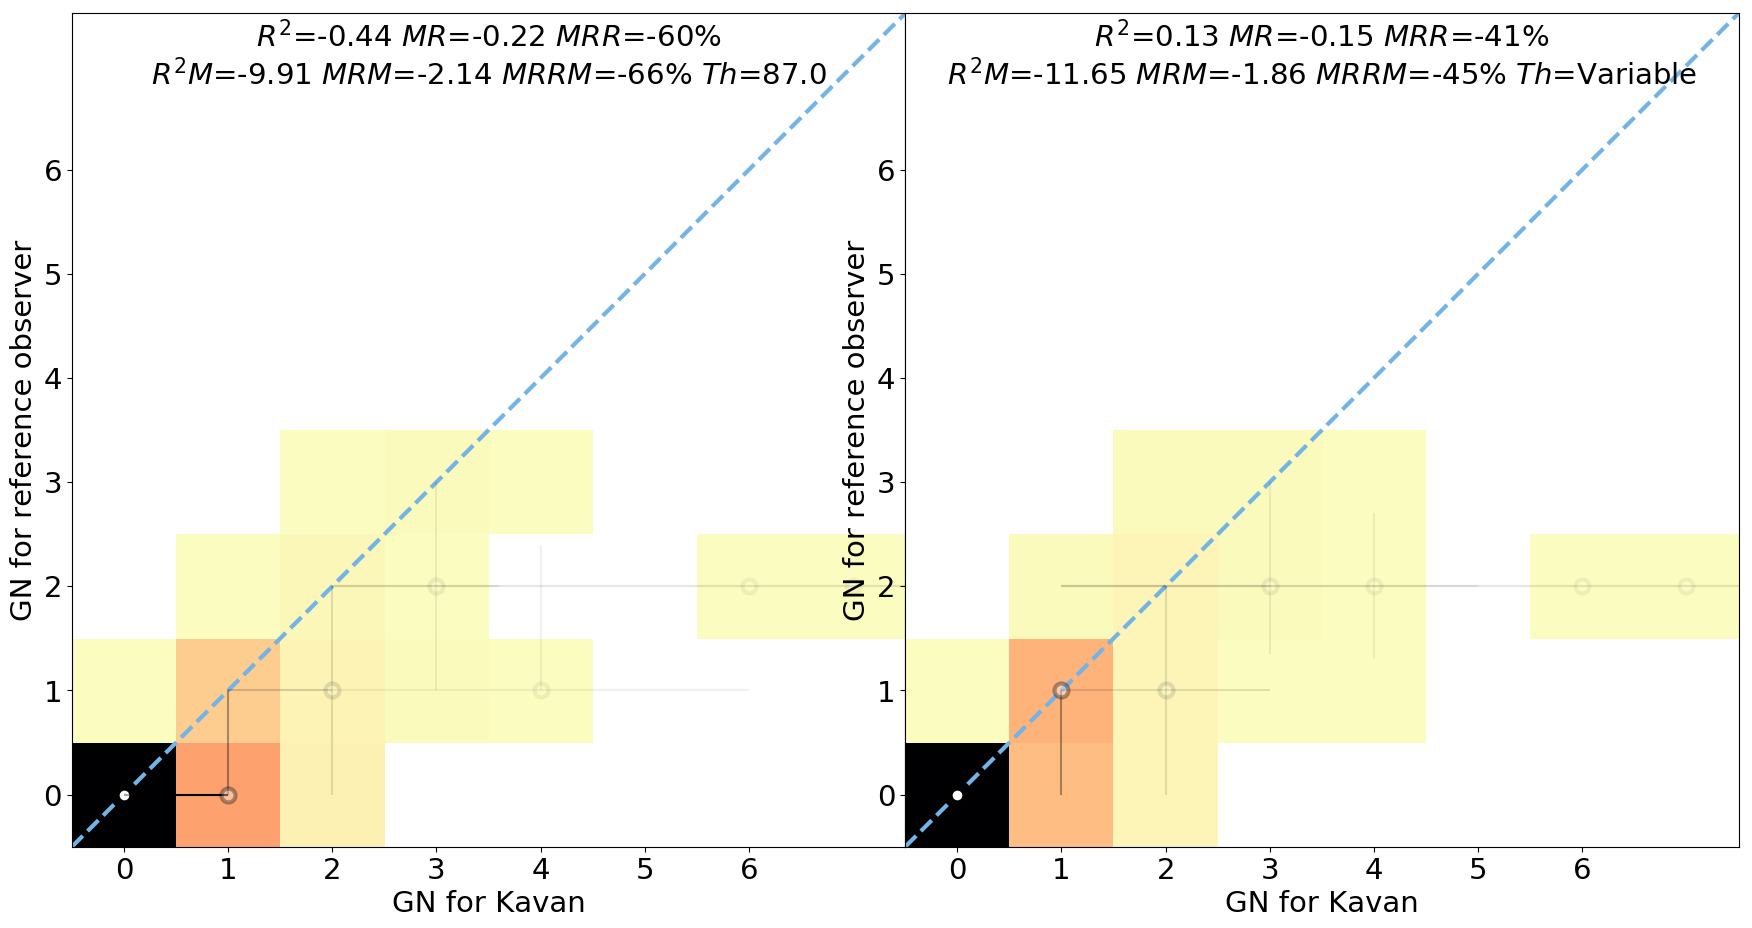 R²=-0.44 MR=-0.22 MRR=-60%
R²M=-9.91 MRM=-2.14 MRRM=-66% Th=87.0
GN for reference observer
6
5
4
3
2
1
0
0 1 2 3 4 5 6
GN for Kavan
R²=0.13 MR=-0.15 MRR=-41%
R²M=-11.65 MRM=-1.86 MRRM=-45% Th=Variable
GN for reference observer
6
5
4
3
2
1
0
0 1 2 3 4 5 6
GN for Kavan